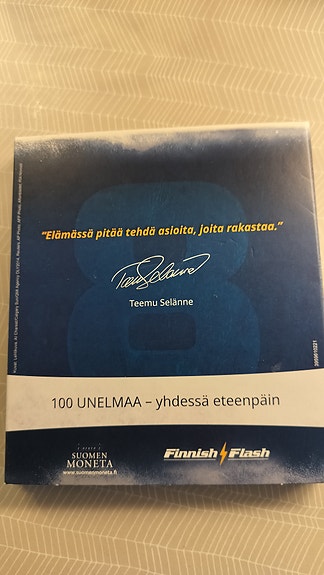 "Elämässä pitää tehdä asioita, joita rakastaa."
Teemu Selänne
100 UNELMAA – yhdessä eteenpäin
SUOMEN
MONETA
www.suomenmoneta.fi
Finnish Flash